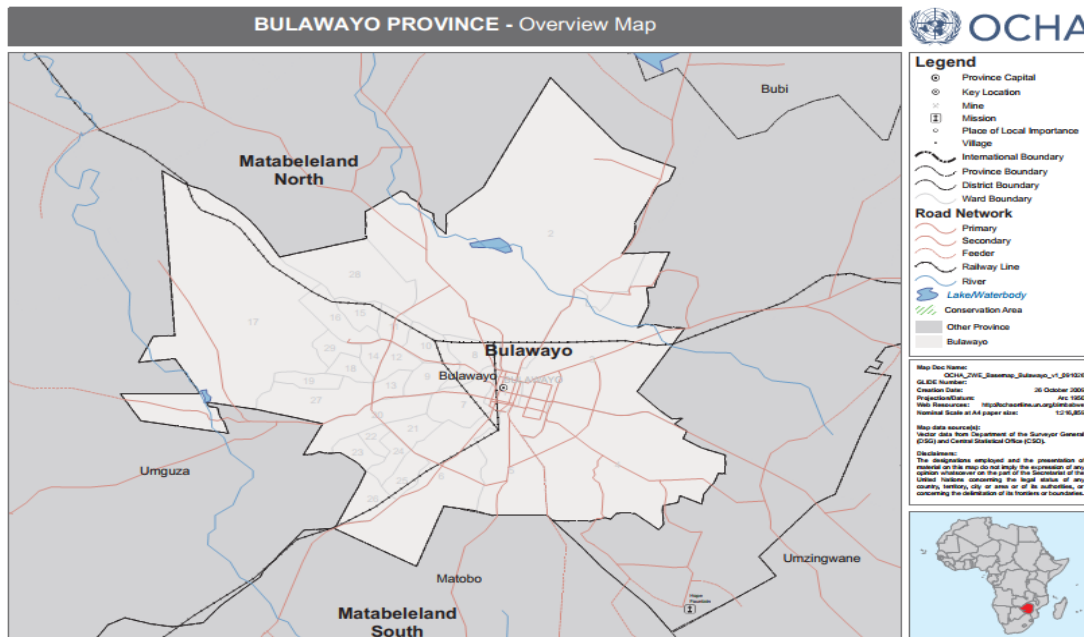 BULAWAYO PROVINCE - Overview Map
OCHA
Legend
Province Capital
Key Location
Mine
Mission
Place of Local Importance
Village
International Boundary
Province Boundary
District Boundary
Ward Boundary
Road Network
Primary
Secondary
Feeder
Railway Line
River
Lake/Waterbody
Conservation Area
Other Province
Bulawayo
Map Doc Name:
OCHA_ZWE_Basemap_Bulawayo_v1_091026
GLIDE Number:
Creation Date:
Projection/Datum:
Arc 1950
Web Resources:
Nominal Scale at A4 paper size:
Map data source(s):
Vector data from Department of the Surveyor General
(DSG) and Central Statistical Office (CSO).
Disclaimers:
The designations employed and the presentation of
material on this map do not imply the expression of any
opinion whatsoever on the part of the Secretariat of the
United Nations concerning the legal status of any
country, territory, city or area or of its authorities, or
concerning the delimitation of its frontiers or boundaries.
Bubi
Matabeleland
North
2
28
17
16
15
29
14
12
10
8
18
9
19
13
27
20
7
21
22
23
24
25
6
26
5
3
Bulawayo
Bulawayo
BULAWAYO
Umguza
Umzingwane
Matobo
Matabeleland
South